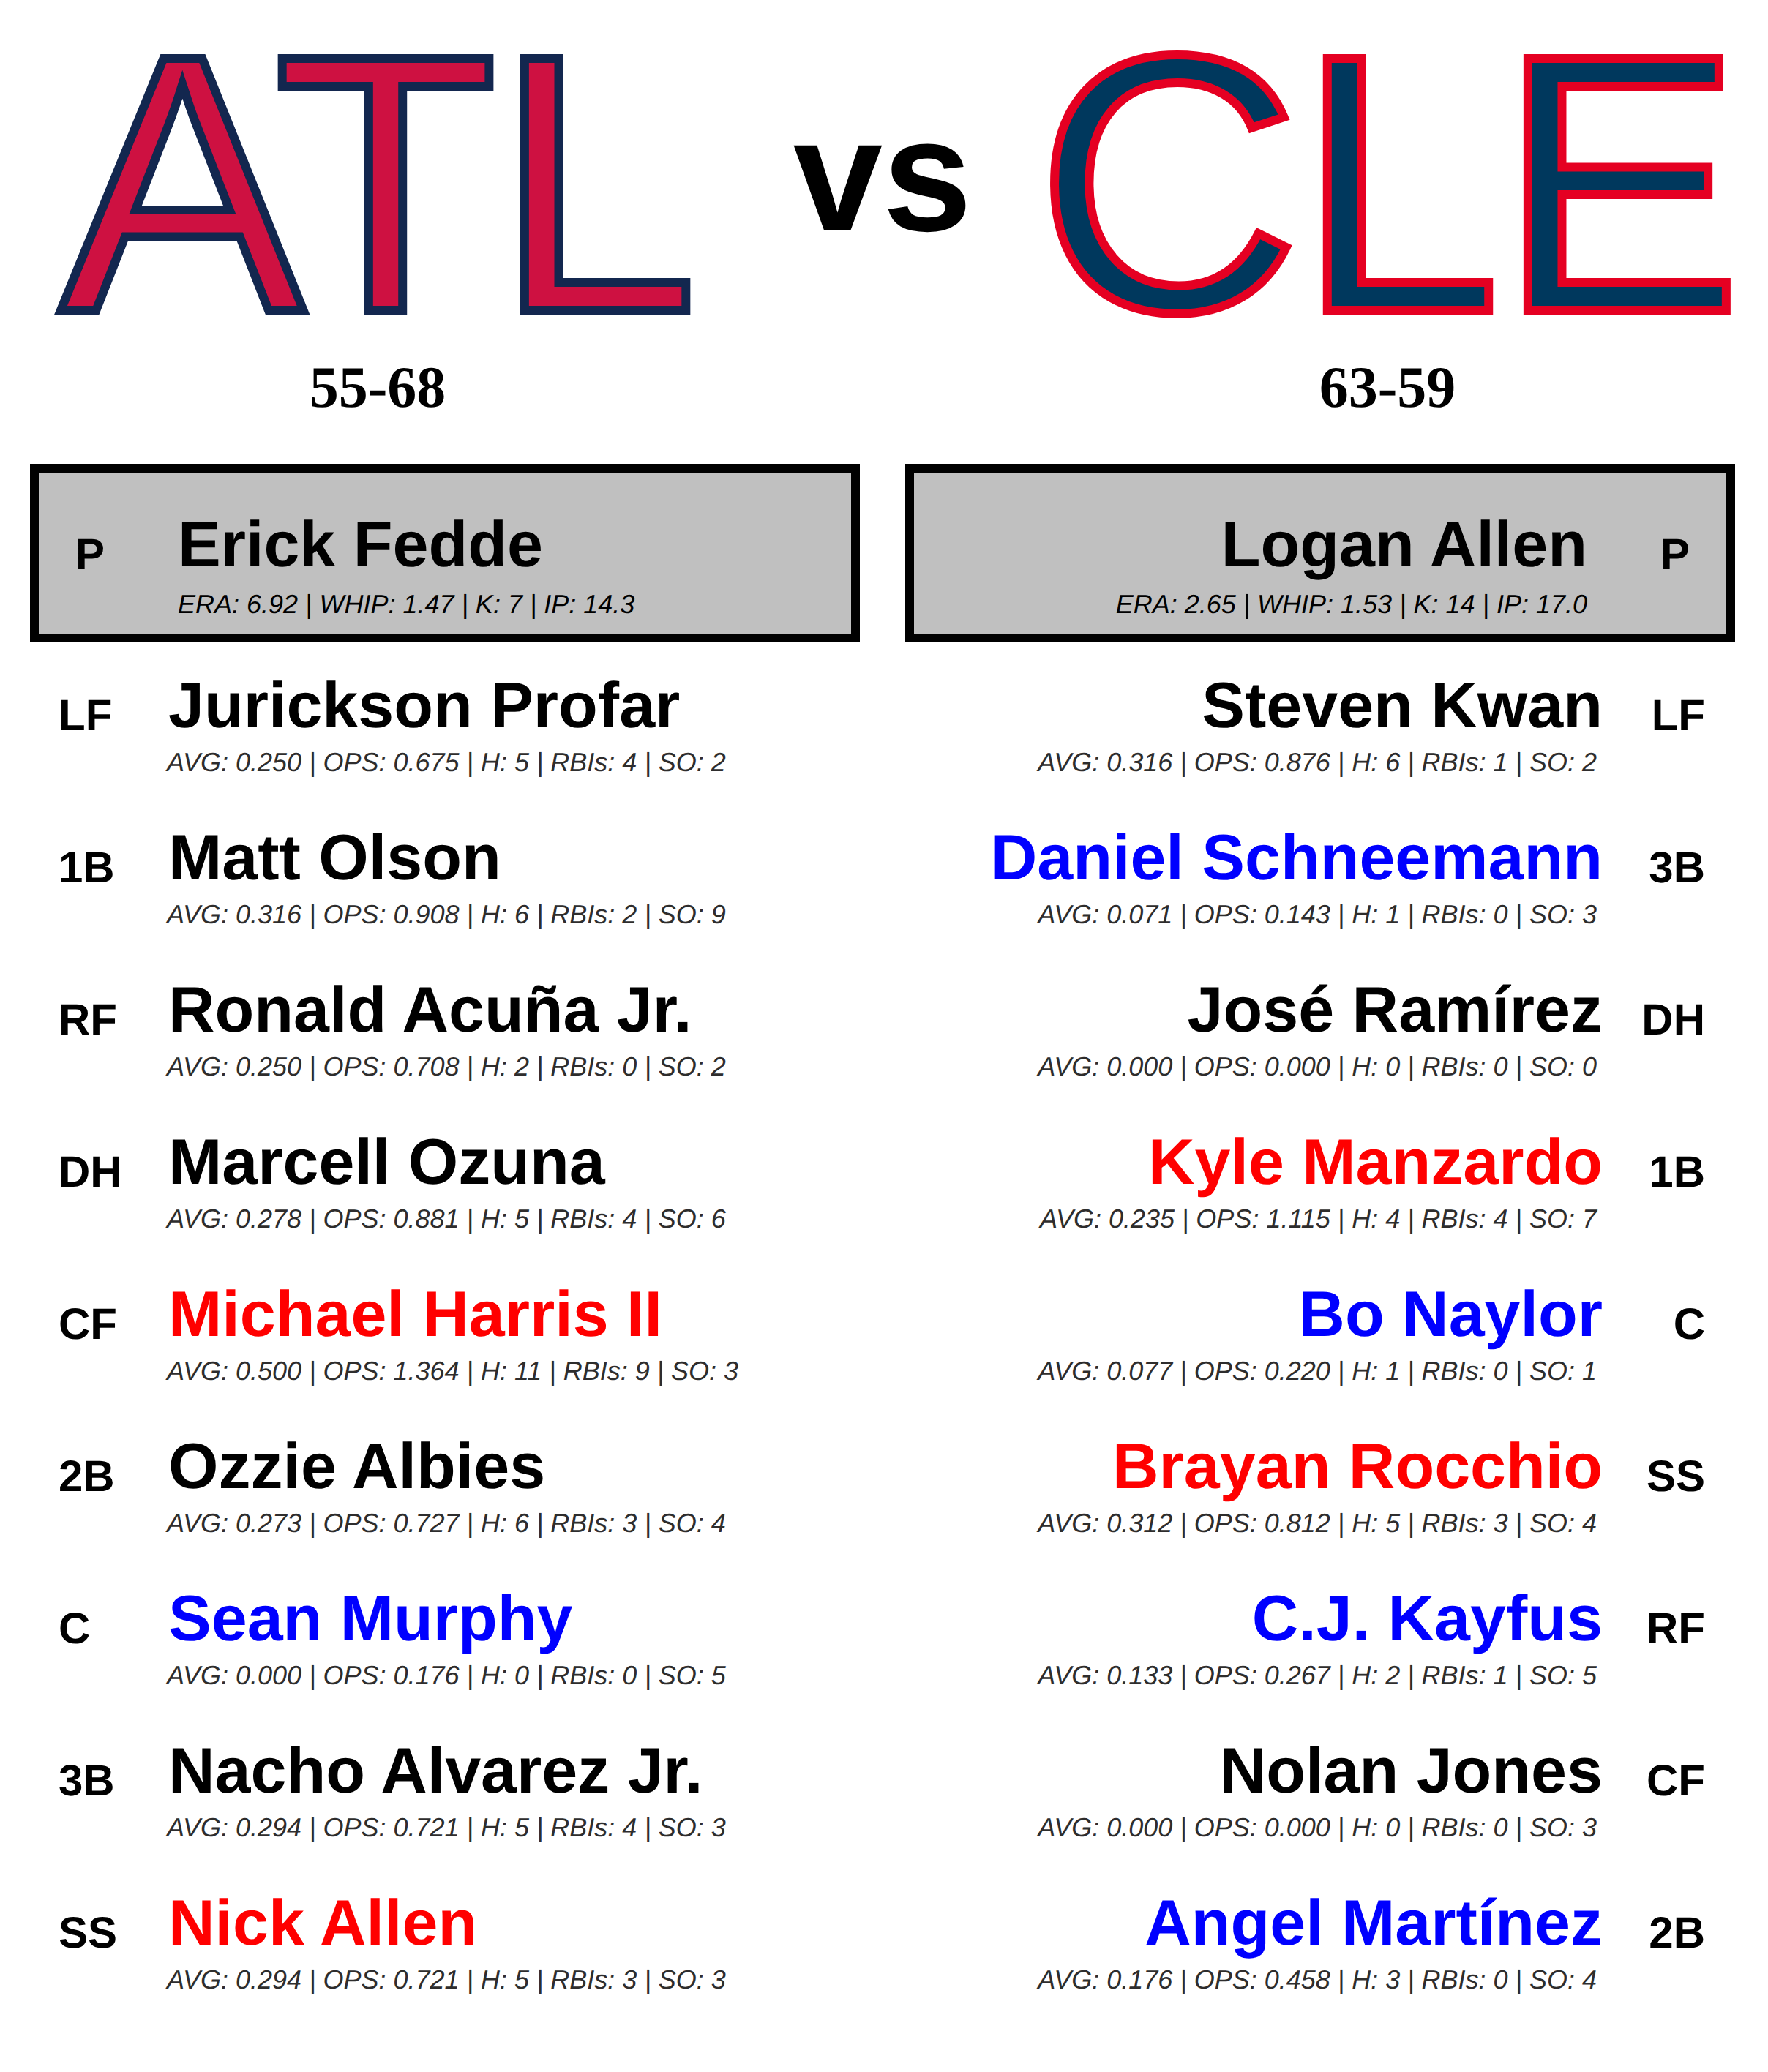 ATL vs CLE
55-68 63-59
P Erick Fedde
ERA: 6.92 | WHIP: 1.47 | K: 7 | IP: 14.3
Logan Allen P
ERA: 2.65 | WHIP: 1.53 | K: 14 | IP: 17.0
LF Jurickson Profar
AVG: 0.250 | OPS: 0.675 | H: 5 | RBIs: 4 | SO: 2
Steven Kwan LF
AVG: 0.316 | OPS: 0.876 | H: 6 | RBIs: 1 | SO: 2
1B Matt Olson
AVG: 0.316 | OPS: 0.908 | H: 6 | RBIs: 2 | SO: 9
Daniel Schneemann 3B
AVG: 0.071 | OPS: 0.143 | H: 1 | RBIs: 0 | SO: 3
RF Ronald Acuña Jr.
AVG: 0.250 | OPS: 0.708 | H: 2 | RBIs: 0 | SO: 2
José Ramírez DH
AVG: 0.000 | OPS: 0.000 | H: 0 | RBIs: 0 | SO: 0
DH Marcell Ozuna
AVG: 0.278 | OPS: 0.881 | H: 5 | RBIs: 4 | SO: 6
Kyle Manzardo 1B
AVG: 0.235 | OPS: 1.115 | H: 4 | RBIs: 4 | SO: 7
CF Michael Harris II
AVG: 0.500 | OPS: 1.364 | H: 11 | RBIs: 9 | SO: 3
Bo Naylor C
AVG: 0.077 | OPS: 0.220 | H: 1 | RBIs: 0 | SO: 1
2B Ozzie Albies
AVG: 0.273 | OPS: 0.727 | H: 6 | RBIs: 3 | SO: 4
Brayan Rocchio SS
AVG: 0.312 | OPS: 0.812 | H: 5 | RBIs: 3 | SO: 4
C Sean Murphy
AVG: 0.000 | OPS: 0.176 | H: 0 | RBIs: 0 | SO: 5
C.J. Kayfus RF
AVG: 0.133 | OPS: 0.267 | H: 2 | RBIs: 1 | SO: 5
3B Nacho Alvarez Jr.
AVG: 0.294 | OPS: 0.721 | H: 5 | RBIs: 4 | SO: 3
Nolan Jones CF
AVG: 0.000 | OPS: 0.000 | H: 0 | RBIs: 0 | SO: 3
SS Nick Allen
AVG: 0.294 | OPS: 0.721 | H: 5 | RBIs: 3 | SO: 3
Angel Martínez 2B
AVG: 0.176 | OPS: 0.458 | H: 3 | RBIs: 0 | SO: 4